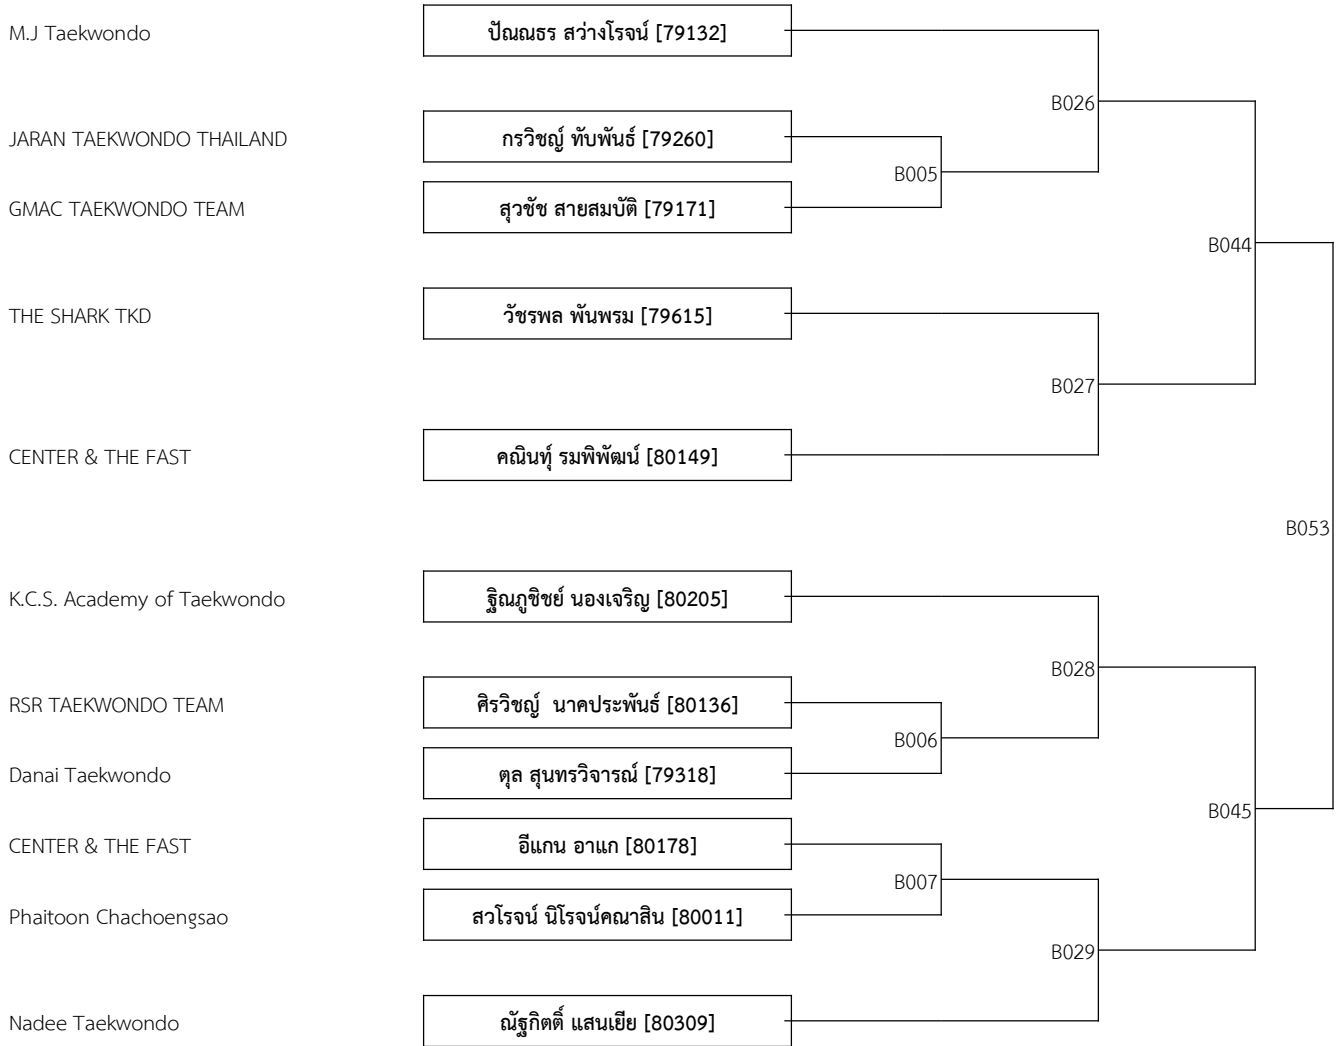 M.J Taekwondo ปัณณธร สว่างโรจน์ [79132]
B026
JARAN TAEKWONDO THAILAND กรวิชญ์ ทับพันธ์ [79260]
B005
GMAC TAEKWONDO TEAM สุวชัช สายสมบัติ [79171]
B044
THE SHARK TKD วัชรพล พันพรม [79615]
B027
CENTER & THE FAST คณินทุ์ รมพิพัฒน์ [80149]
B053
K.C.S. Academy of Taekwondo ฐิณภูชิชย์ นองเจริญ [80205]
B028
RSR TAEKWONDO TEAM ศิรวิชญ์  นาคประพันธ์ [80136]
B006
Danai Taekwondo ตุล สุนทรวิจารณ์ [79318]
B045
CENTER & THE FAST อีแกน อาแก [80178]
B007
Phaitoon Chachoengsao สวโรจน์ นิโรจน์คณาสิน [80011]
B029
Nadee Taekwondo ณัฐกิตติ์ แสนเยีย [80309]